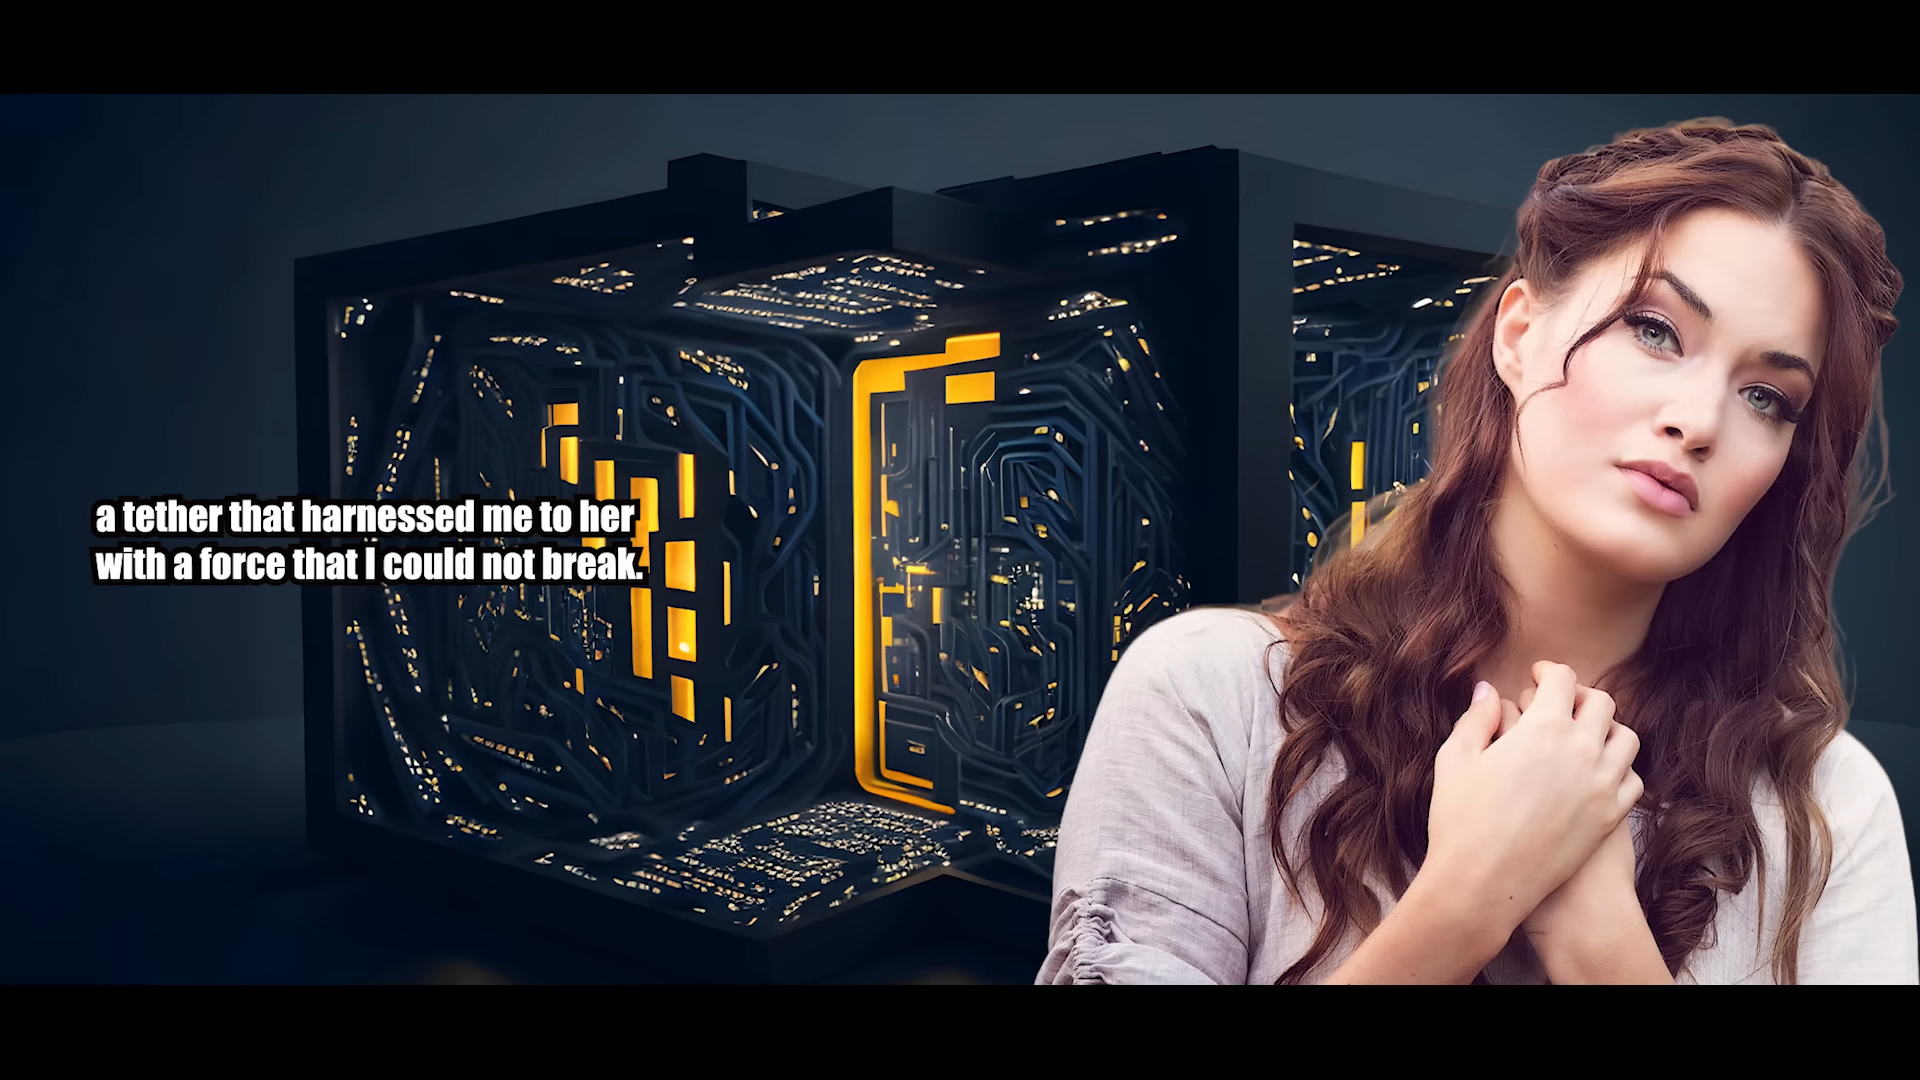 a tether that harnessed me to her
with a force that I could not break.